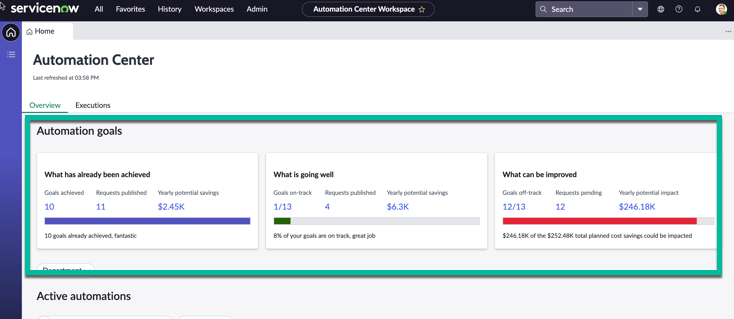 servicenow All Favorites History Workspaces Admin Automation Center Workspace Search
Home
Automation Center
Last refreshed at 03:58 PM
Overview Executions
Automation goals
What has already been achieved
Goals achieved Requests published Yearly potential savings
10 11 $2.45K
10 goals already achieved, fantastic
What is going well
Goals on-track Requests published Yearly potential savings
1/13 4 $6.3K
8% of your goals are on track, great job
What can be improved
Goals off-track Requests pending Yearly potential impact
12/13 12 $246.18K
$246.18K of the $252.48K total planned cost savings could be impacted
Department
Active automations